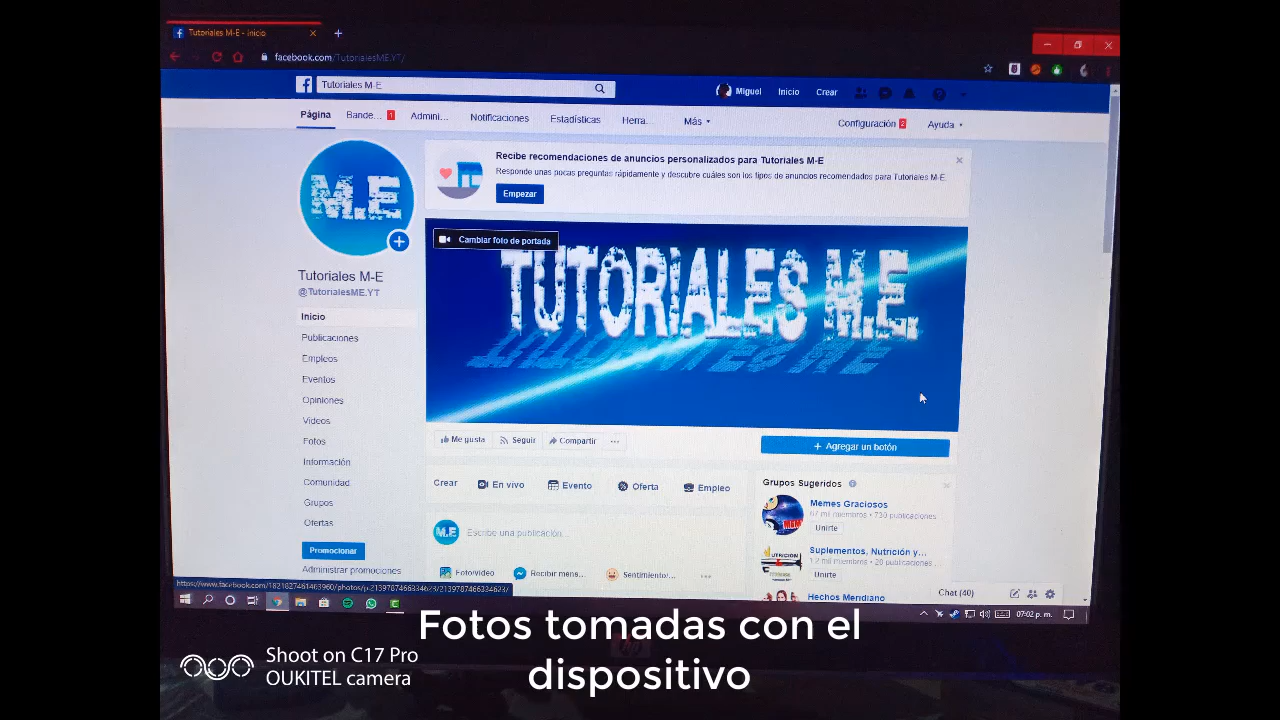 Tutoriales M-E - Inicio
facebook.com/TutorialesME.YT/
Tutoriales M-E
Miguel Inicio Crear
Página Bande... 1 Admini... Notificaciones Estadísticas Herra... Más Configuración 2 Ayuda
Recibe recomendaciones de anuncios personalizados para Tutoriales M-E
Responde unas pocas preguntas rápidamente y descubre cuáles son los tipos de anuncios recomendados para Tutoriales M-E.
Empezar
M.E
Cambiar foto de portada
TUTORIALES M.E.
Tutoriales M-E
@TutorialesME.YT
Inicio
Publicaciones
Empleos
Eventos
Opiniones
Videos
Fotos
Información
Comunidad
Grupos
Ofertas
Promocionar
Administrar promociones
Me gusta Seguir Compartir ...
+ Agregar un botón
Crear En vivo Evento Oferta Empleo
M.E Escribe una publicación...
Foto/video Recibir mens... Sentimiento/... ...
Grupos Sugeridos
Memes Graciosos
Unirte
Suplementos, Nutrición y...
Unirte
Hechos Meridiano
Chat (40)
07:02 p. m.
Fotos tomadas con el
dispositivo
Shoot on C17 Pro
OUKITEL camera